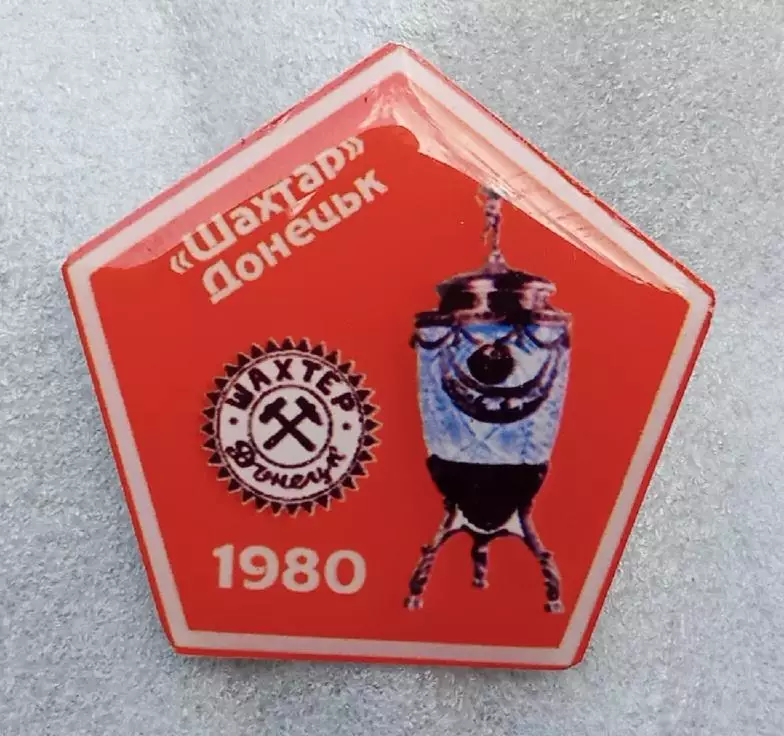 «Шахтар»
Донецьк
ШАХТЕР
Донецк
1980